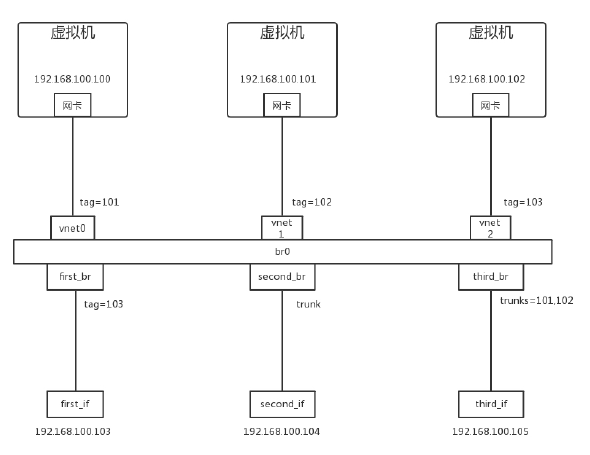 虚拟机 虚拟机 虚拟机
192.168.100.100 192.168.100.101 192.168.100.102
网卡 网卡 网卡
tag=101 tag=102 tag=103
vnet0 vnet 1 vnet 2
br0
first_br second_br third_br
tag=103 trunk trunks=101,102
first_if second_if third_if
192.168.100.103 192.168.100.104 192.168.100.105